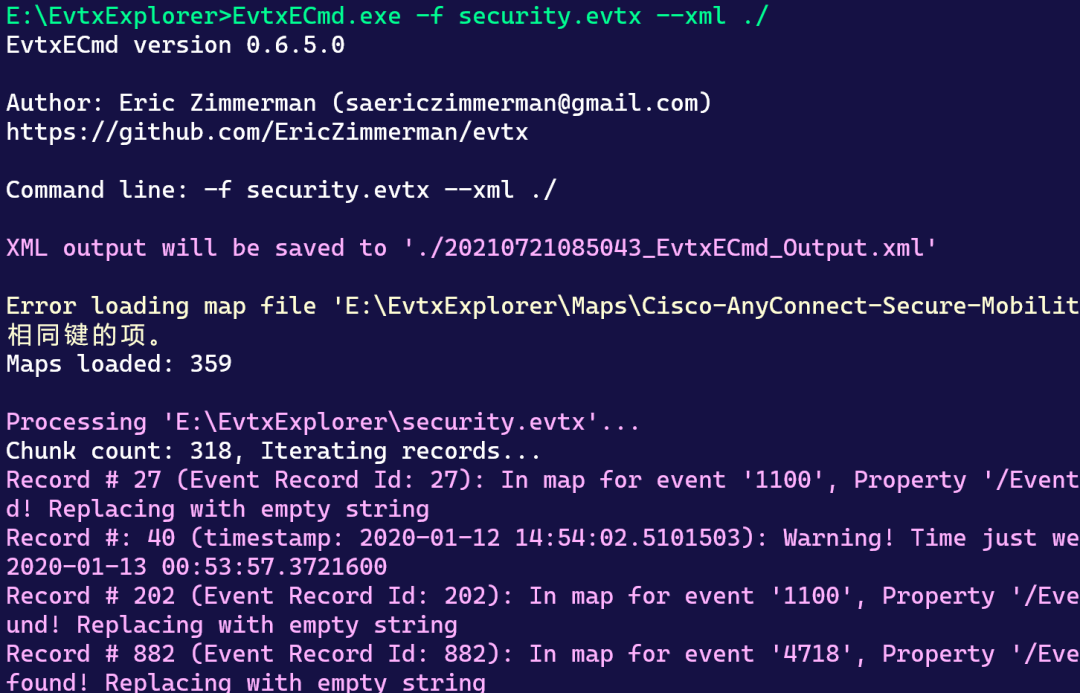 E:\EvtxExplorer>EvtxECmd.exe -f security.evtx --xml ./
EvtxECmd version 0.6.5.0
Author: Eric Zimmerman (saericzimmerman@gmail.com)
https://github.com/EricZimmerman/evtx
Command line: -f security.evtx --xml ./
XML output will be saved to './20210721085043_EvtxECmd_Output.xml'
Error loading map file 'E:\EvtxExplorer\Maps\Cisco-AnyConnect-Secure-Mobilit
相同键的项。
Maps loaded: 359
Processing 'E:\EvtxExplorer\security.evtx'...
Chunk count: 318, Iterating records...
Record # 27 (Event Record Id: 27): In map for event '1100', Property '/Event
d! Replacing with empty string
Record #: 40 (timestamp: 2020-01-12 14:54:02.5101503): Warning! Time just we
2020-01-13 00:53:57.3721600
Record # 202 (Event Record Id: 202): In map for event '1100', Property '/Eve
und! Replacing with empty string
Record # 882 (Event Record Id: 882): In map for event '4718', Property '/Eve
found! Replacing with empty string